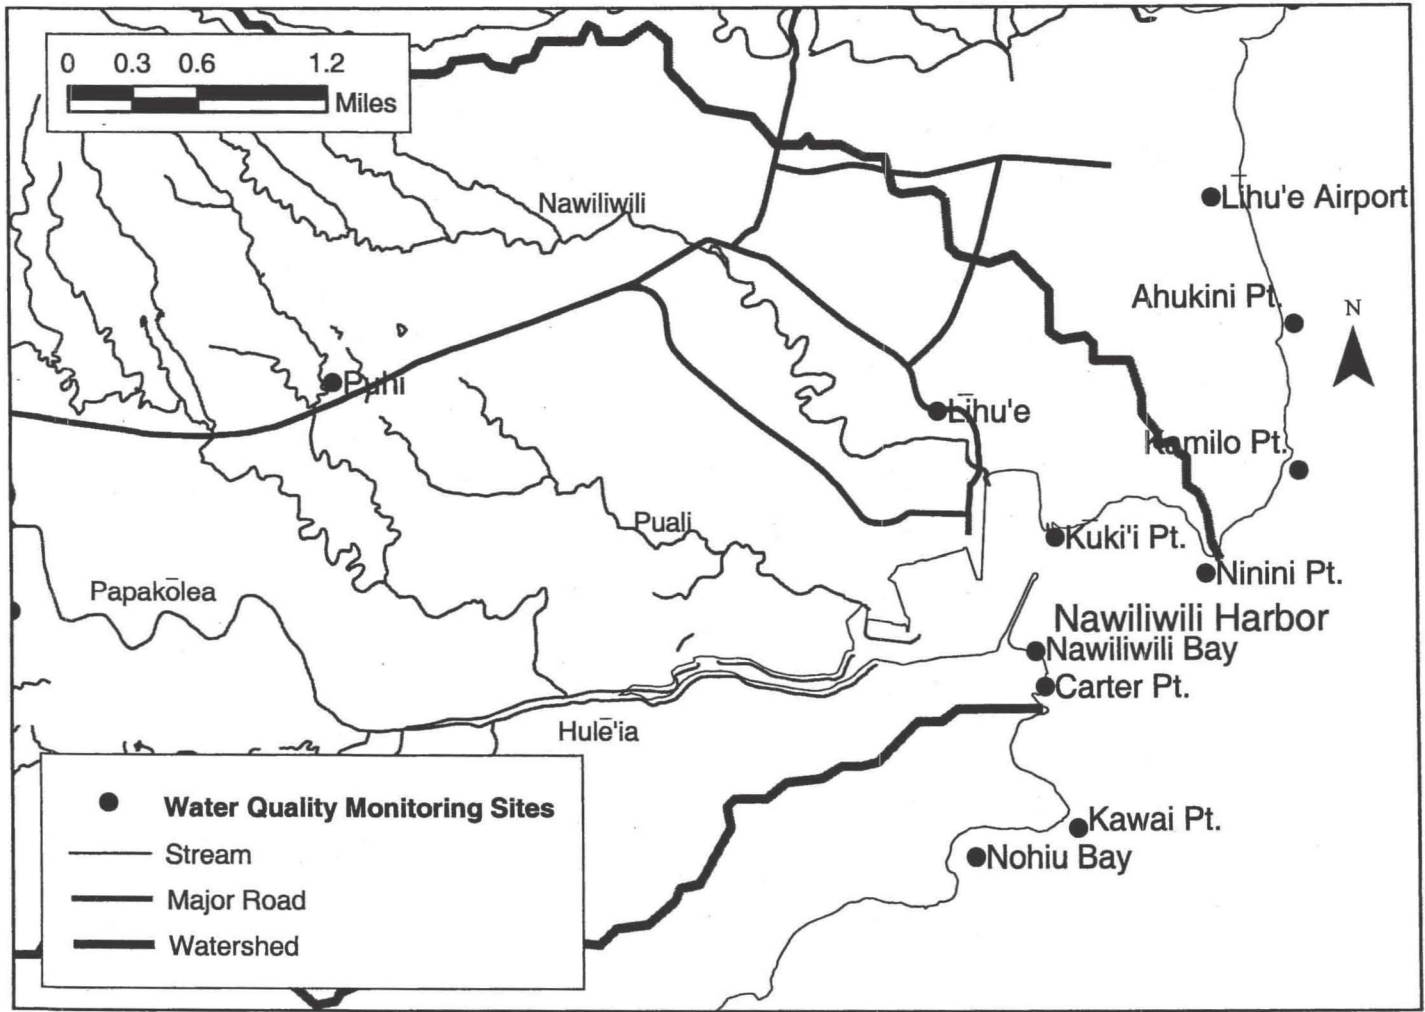 0 0.3 0.6 1.2
Miles
Nawiliwili
Līhu'e Airport
Ahukini Pt.
N
Puhi
Līhu'e
Kamilo Pt.
Puali
Kūki'i Pt.
Ninini Pt.
Papakōlea
Nawiliwili Harbor
Nawiliwili Bay
Carter Pt.
Hulē'ia
Kawai Pt.
Nohiu Bay
Water Quality Monitoring Sites
Stream
Major Road
Watershed